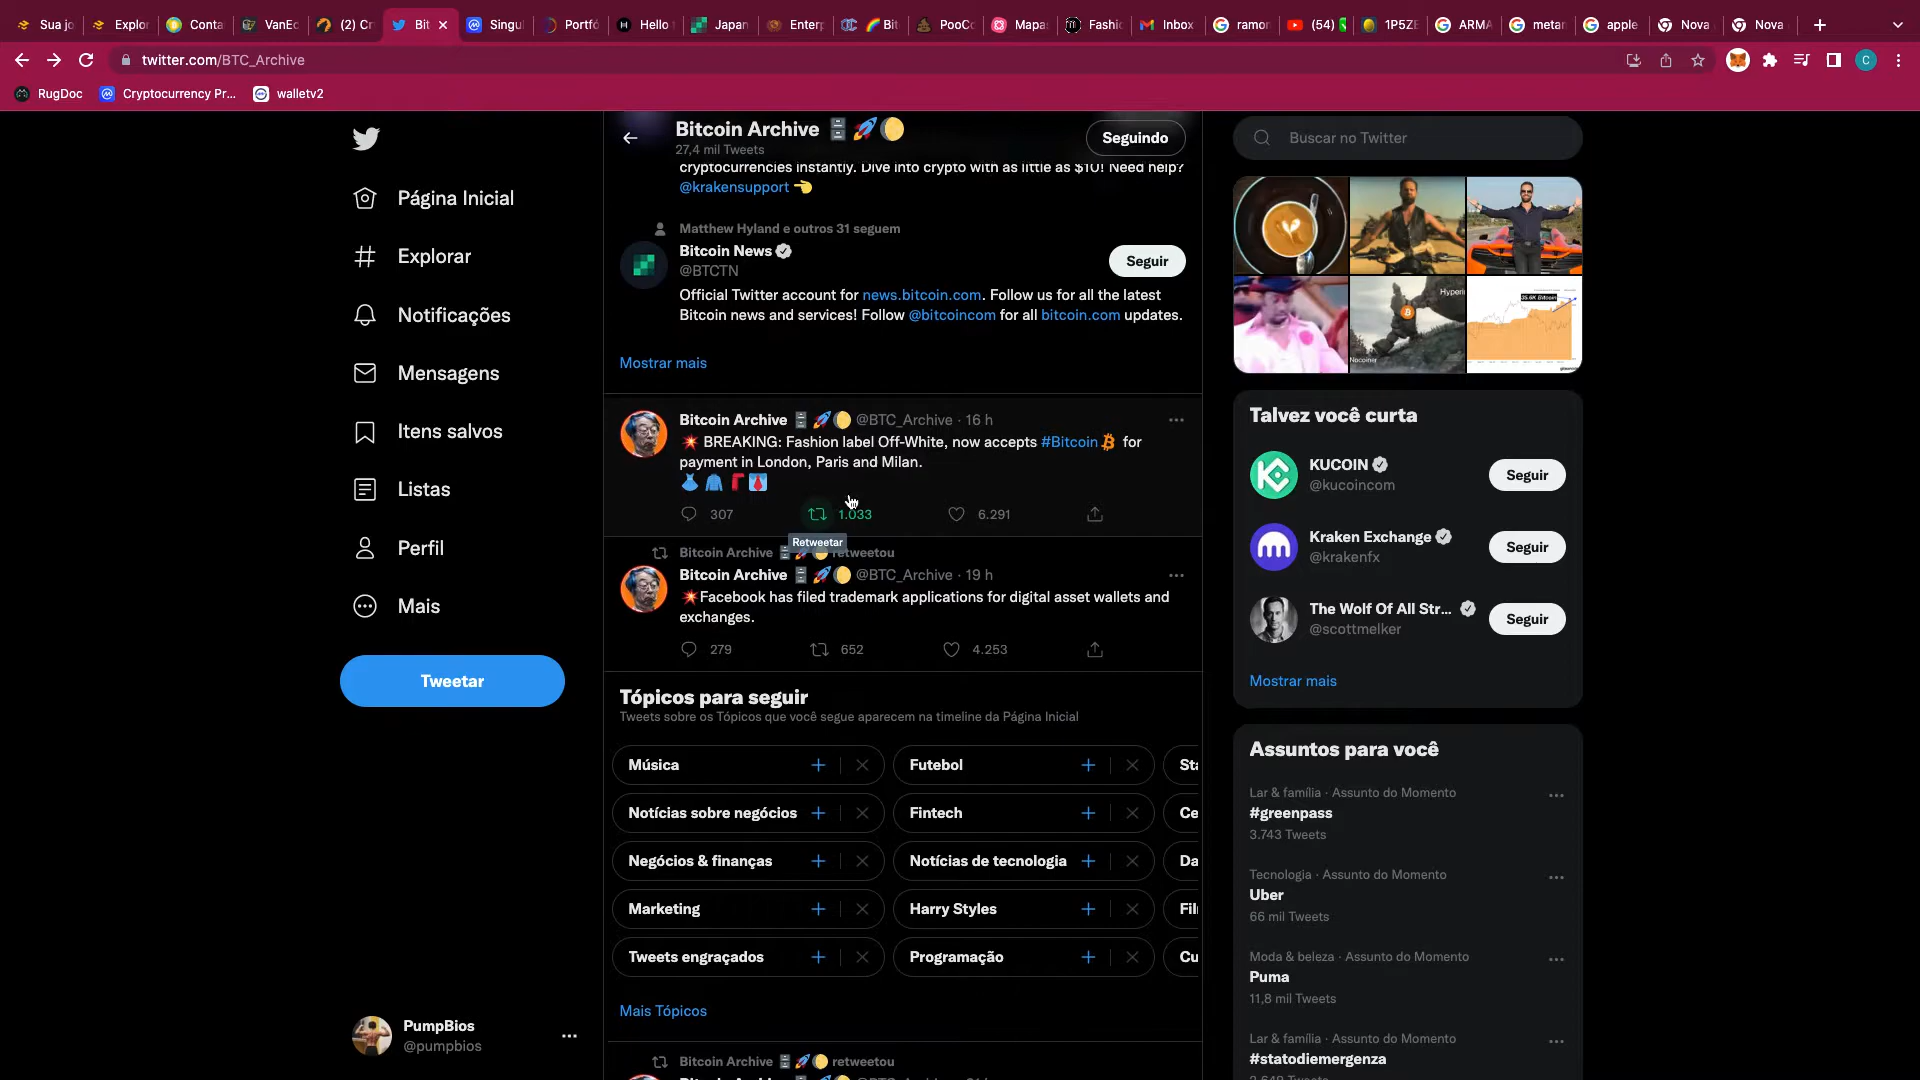 Sua jo
Explor
Conta
VanEc
(2) Cr
Bit
Singul
Portfó
Hello
Japan
Enterp
Bit
PooCo
Mapa
Fashio
Inbox
ramon
(54)
1P5ZE
ARMA
metan
apple
Nova
Nova
twitter.com/BTC_Archive
C
RugDoc
Cryptocurrency Pr...
walletv2
Página Inicial
Explorar
Notificações
Mensagens
Itens salvos
Listas
Perfil
Mais
Tweetar
PumpBios
@pumpbios
Bitcoin Archive
27,4 mil Tweets
Seguindo
cryptocurrencies instantly. Dive into crypto with as little as $10! Need help?
@krakensupport
Matthew Hyland e outros 31 seguem
Bitcoin News
@BTCTN
Seguir
Official Twitter account for news.bitcoin.com. Follow us for all the latest
Bitcoin news and services! Follow @bitcoincom for all bitcoin.com updates.
Mostrar mais
Bitcoin Archive @BTC_Archive · 16 h
BREAKING: Fashion label Off-White, now accepts #Bitcoin for
payment in London, Paris and Milan.
307 1.033 6.291
Retweetar
Bitcoin Archive retweetou
Bitcoin Archive @BTC_Archive · 19 h
Facebook has filed trademark applications for digital asset wallets and
exchanges.
279 652 4.253
Tópicos para seguir
Tweets sobre os Tópicos que você segue aparecem na timeline da Página Inicial
Música Futebol Sta
Notícias sobre negócios Fintech Ce
Negócios & finanças Notícias de tecnologia Da
Marketing Harry Styles Fil
Tweets engraçados Programação Cu
Mais Tópicos
Bitcoin Archive retweetou
Buscar no Twitter
Hyperi
Nocoiner
35.6K Bitcoin
Talvez você curta
KUCOIN
@kucoincom
Seguir
Kraken Exchange
@krakenfx
Seguir
The Wolf Of All Str...
@scottmelker
Seguir
Mostrar mais
Assuntos para você
Lar & família · Assunto do Momento
#greenpass
3.743 Tweets
Tecnologia · Assunto do Momento
Uber
66 mil Tweets
Moda & beleza · Assunto do Momento
Puma
11,8 mil Tweets
Lar & família · Assunto do Momento
#statodiemergenza